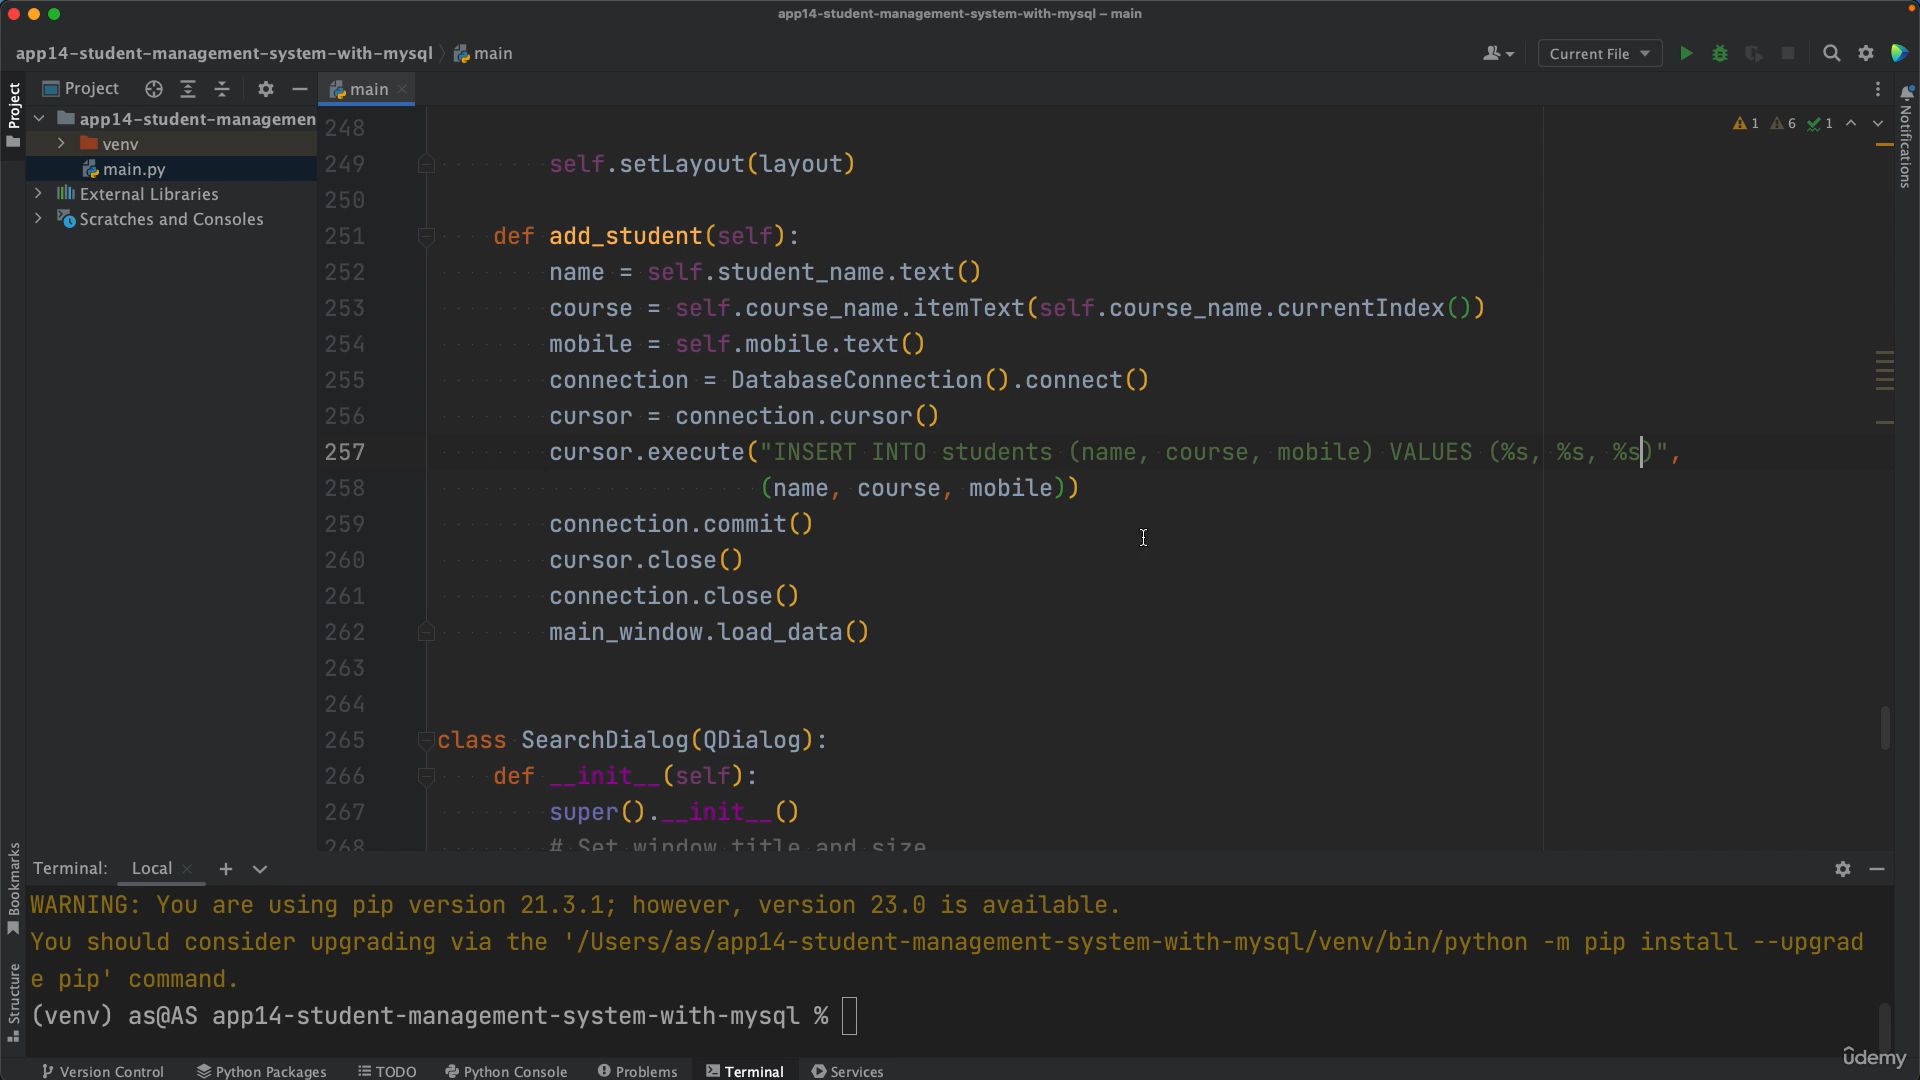 app14-student-management-system-with-mysql – main
app14-student-management-system-with-mysql
main
Current File
Project
Project
main
app14-student-managemen
venv
main.py
External Libraries
Scratches and Consoles
1 6 1
Notifications
248
249 self.setLayout(layout)
250
251 def add_student(self):
252 name = self.student_name.text()
253 course = self.course_name.itemText(self.course_name.currentIndex())
254 mobile = self.mobile.text()
255 connection = DatabaseConnection().connect()
256 cursor = connection.cursor()
257 cursor.execute("INSERT INTO students (name, course, mobile) VALUES (%s, %s, %s)",
258 (name, course, mobile))
259 connection.commit()
260 cursor.close()
261 connection.close()
262 main_window.load_data()
263
264
265 class SearchDialog(QDialog):
266 def __init__(self):
267 super().__init__()
268 # Set window title and size
Bookmarks
Structure
Terminal: Local
WARNING: You are using pip version 21.3.1; however, version 23.0 is available.
You should consider upgrading via the '/Users/as/app14-student-management-system-with-mysql/venv/bin/python -m pip install --upgrad
e pip' command.
(venv) as@AS app14-student-management-system-with-mysql %
Version Control Python Packages TODO Python Console Problems Terminal Services
udemy